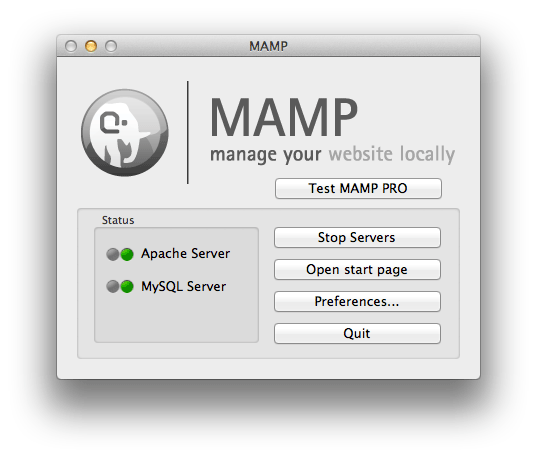 MAMP
MAMP
manage your website locally
Test MAMP PRO
Status
Apache Server
MySQL Server
Stop Servers
Open start page
Preferences...
Quit